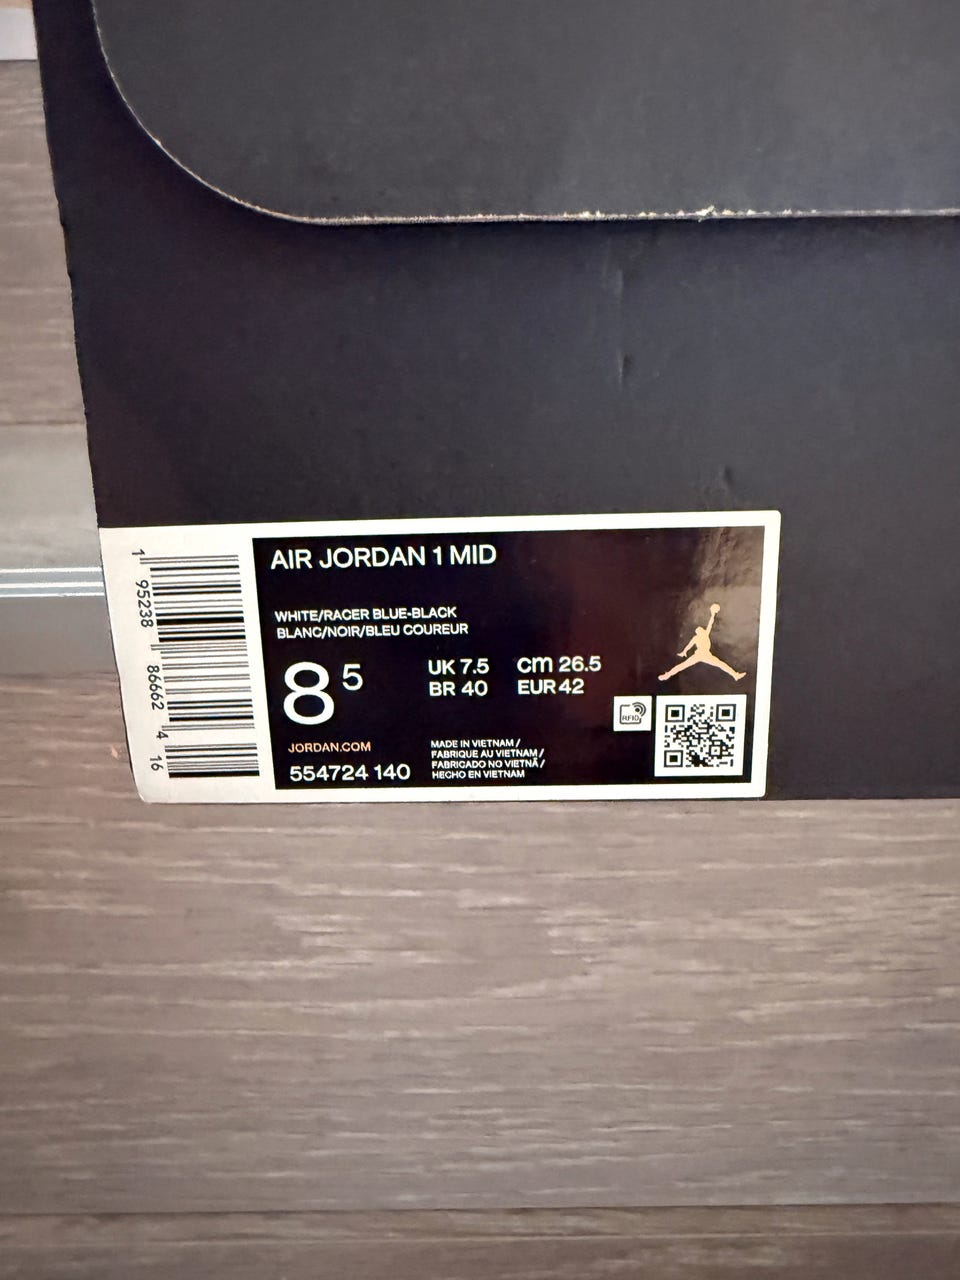 AIR JORDAN 1 MID
WHITE/RACER BLUE-BLACK
BLANC/NOIR/BLEU COUREUR
8 5
UK 7.5 cm 26.5
BR 40 EUR 42
RFID
JORDAN.COM
554724 140
MADE IN VIETNAM /
FABRIQUE AU VIETNAM /
FABRICADO NO VIETNÃ /
HECHO EN VIETNAM
1 95238 86662 4 16